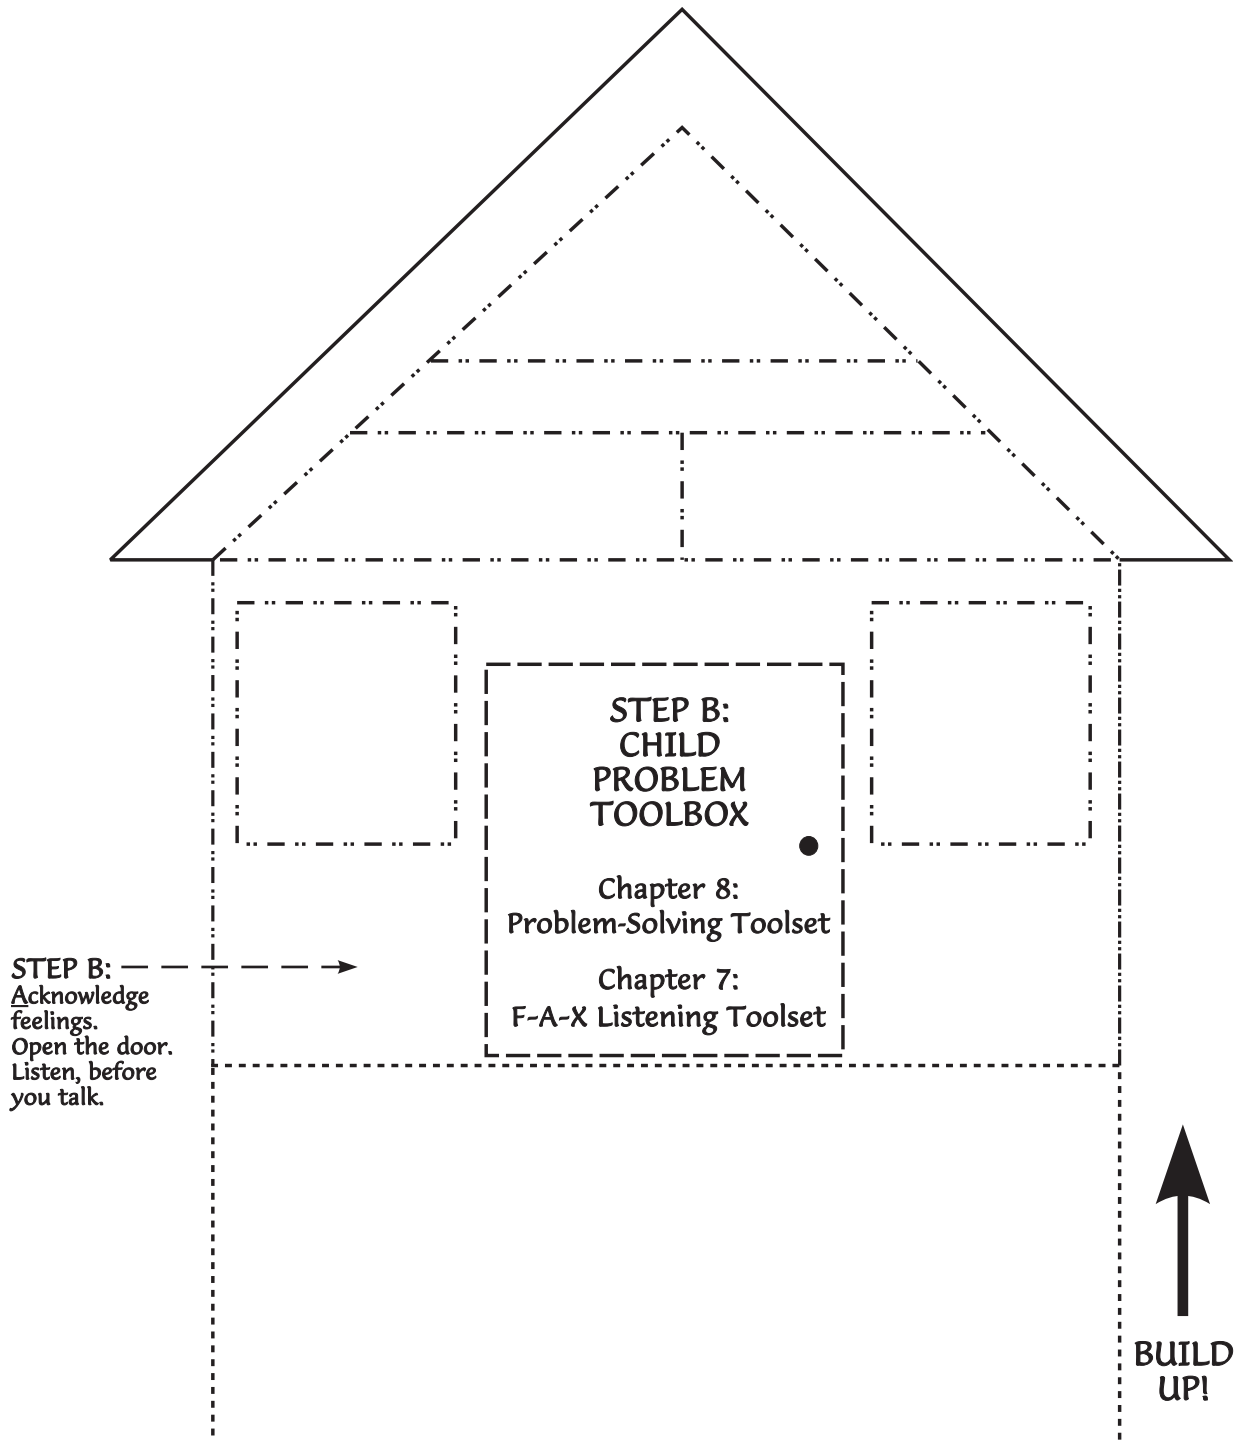 STEP B:
CHILD
PROBLEM
TOOLBOX
Chapter 8:
Problem-Solving Toolset
Chapter 7:
F-A-X Listening Toolset
STEP B:
Acknowledge
feelings.
Open the door.
Listen, before
you talk.
BUILD
UP!